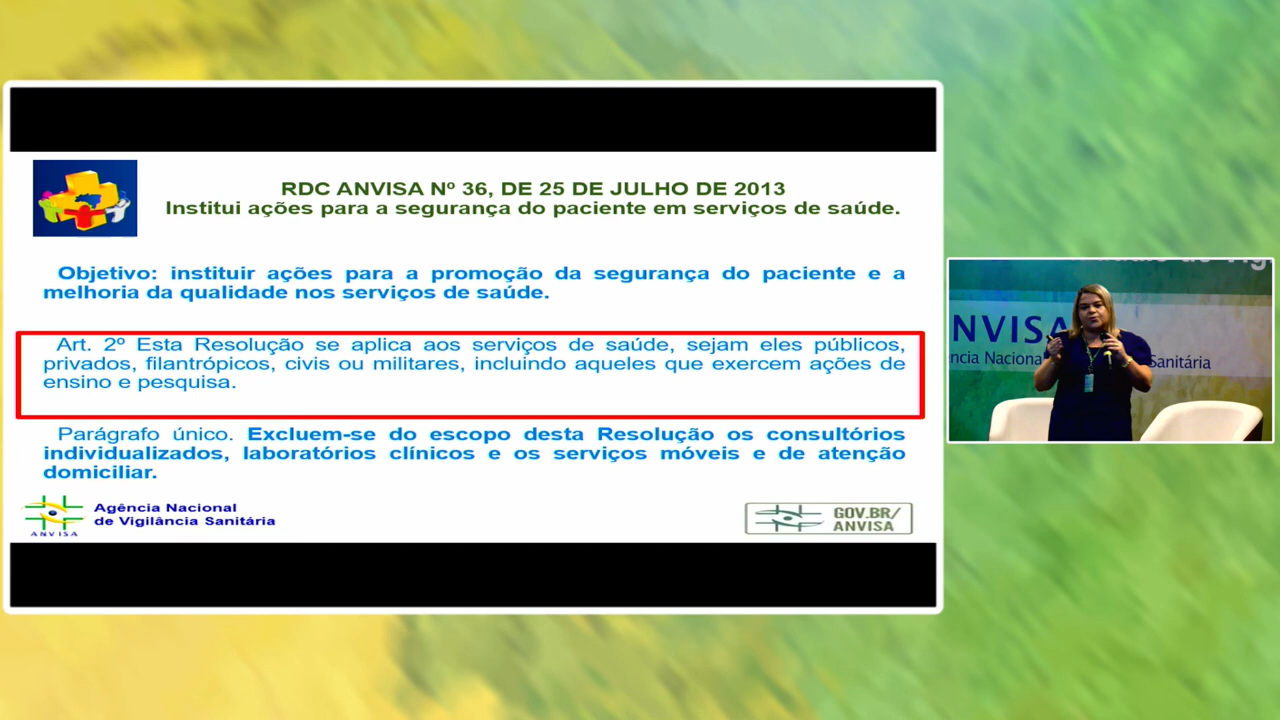 RDC ANVISA Nº 36, DE 25 DE JULHO DE 2013
Institui ações para a segurança do paciente em serviços de saúde.
Objetivo: instituir ações para a promoção da segurança do paciente e a
melhoria da qualidade nos serviços de saúde.
Art. 2º Esta Resolução se aplica aos serviços de saúde, sejam eles públicos,
privados, filantrópicos, civis ou militares, incluindo aqueles que exercem ações de
ensino e pesquisa.
Parágrafo único. Excluem-se do escopo desta Resolução os consultórios
individualizados, laboratórios clínicos e os serviços móveis e de atenção
domiciliar.
Agência Nacional
de Vigilância Sanitária
ANVISA
GOV.BR/
ANVISA
NVISA
ncia Naciona Sanitária